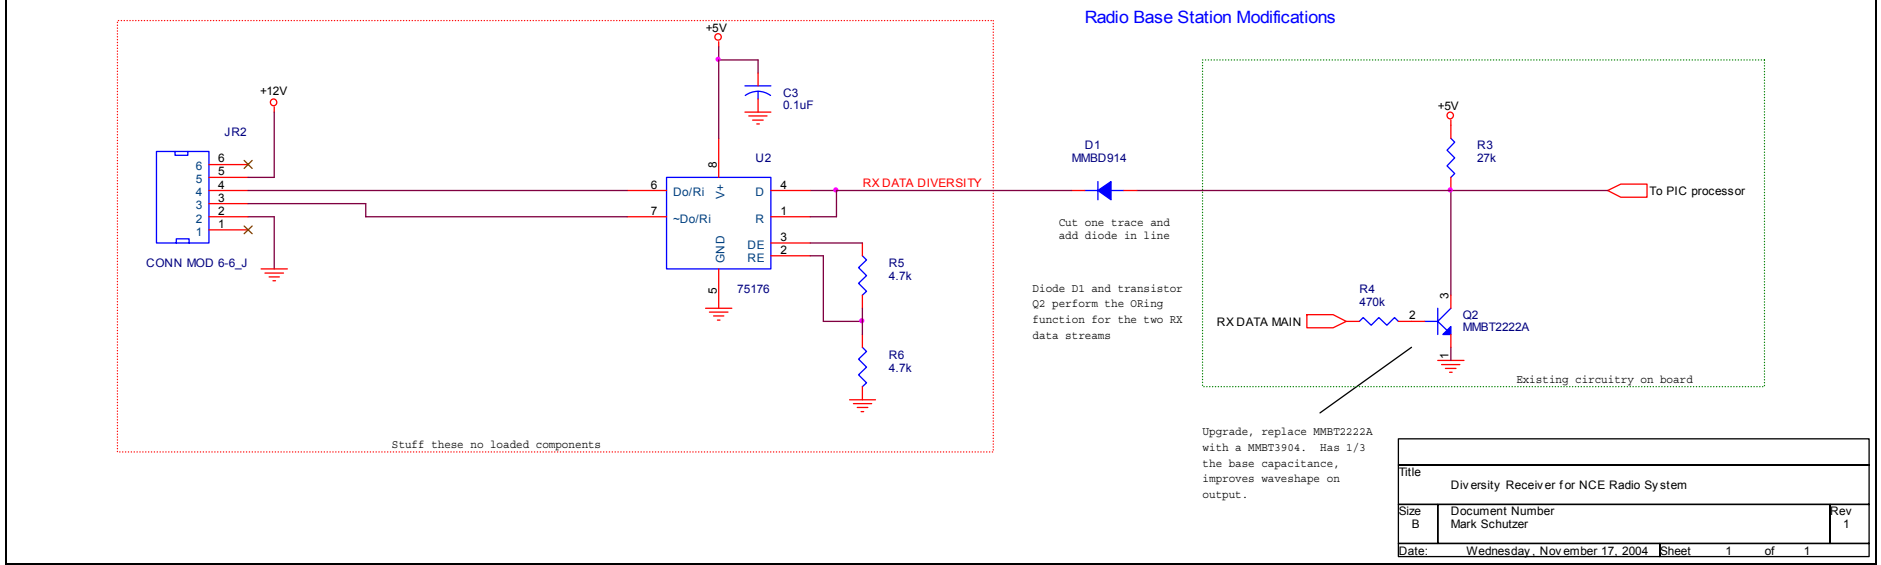 Radio Base Station Modifications
+5V
C3
0.1uF
+12V
JR2
6
5
4
3
2
1
6
5
4
3
2
1
CONN MOD 6-6_J
U2
8
V+
6
Do/Ri
7
~Do/Ri
D
4
R
1
DE
3
RE
2
GND
5
75176
RX DATA DIVERSITY
R5
4.7k
R6
4.7k
Stuff these no loaded components
D1
MMBD914
Cut one trace and
add diode in line
Diode D1 and transistor
Q2 perform the ORing
function for the two RX
data streams
+5V
R3
27k
To PIC processor
R4
470k
RX DATA MAIN
2
3
1
Q2
MMBT2222A
Existing circuitry on board
Upgrade, replace MMBT2222A
with a MMBT3904.  Has 1/3
the base capacitance,
improves waveshape on
output.
Title
Diversity Receiver for NCE Radio System
Size
B
Document Number
Mark Schutzer
Rev
1
Date:
Wednesday, November 17, 2004
Sheet
1 of 1